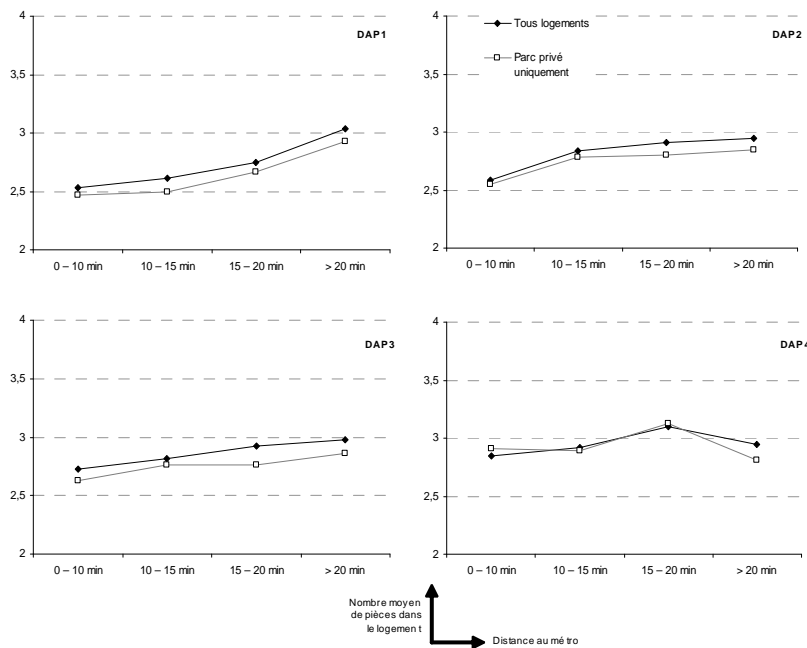 4
DAP1
3,5
3
2,5
2
0 – 10 min 10 – 15 min 15 – 20 min > 20 min
4
Tous logements
DAP2
3,5
Parc privé
uniquement
3
2,5
2
0 – 10 min 10 – 15 min 15 – 20 min > 20 min
4
DAP3
3,5
3
2,5
2
0 – 10 min 10 – 15 min 15 – 20 min > 20 min
4
DAP4
3,5
3
2,5
2
0 – 10 min 10 – 15 min 15 – 20 min > 20 min
Nombre moyen
de pièces dans
le logement
Distance au métro